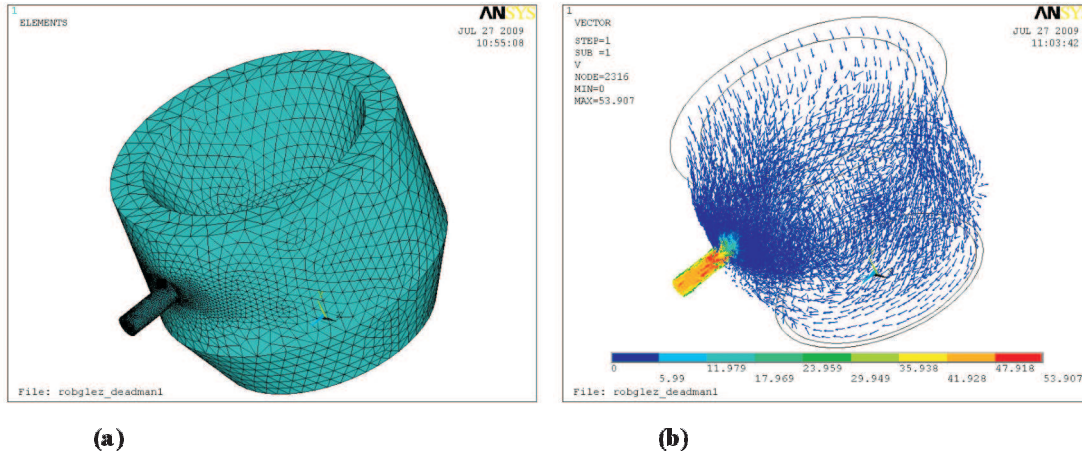 1
ANSYS
ELEMENTS
JUL 27 2009
10:55:08
File: robglez_deadman1
(a)
1
ANSYS
VECTOR
JUL 27 2009
11:03:42
STEP=1
SUB =1
V
NODE=2316
MIN=0
MAX=53.907
0
5.99
11.979
17.969
23.959
29.949
35.938
41.928
47.918
53.907
File: robglez_deadman1
(b)